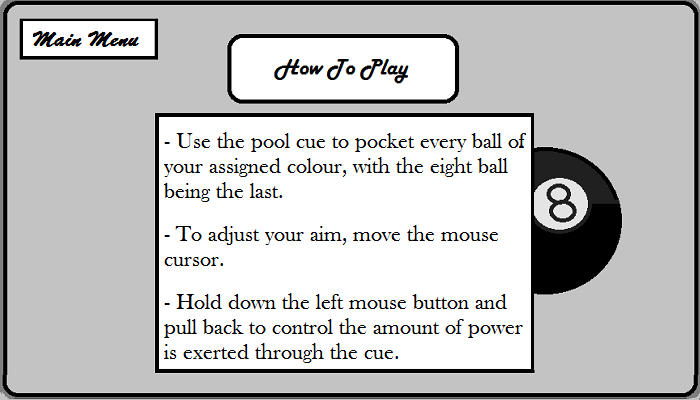 Main Menu
How To Play
- Use the pool cue to pocket every ball of
your assigned colour, with the eight ball
being the last.
- To adjust your aim, move the mouse
cursor.
- Hold down the left mouse button and
pull back to control the amount of power
is exerted through the cue.
8